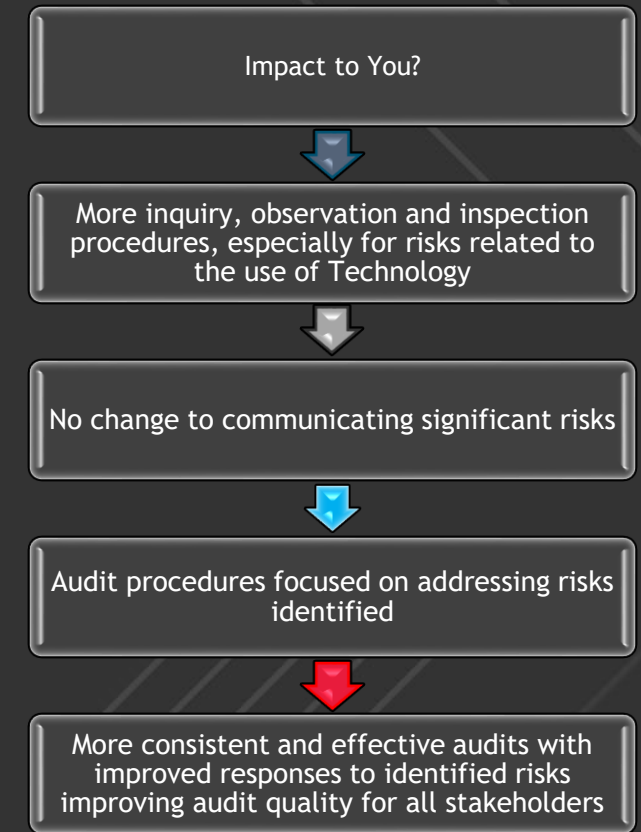 Impact to You?
More inquiry, observation and inspection
procedures, especially for risks related to
the use of Technology
No change to communicating significant risks
Audit procedures focused on addressing risks
identified
More consistent and effective audits with
improved responses to identified risks
improving audit quality for all stakeholders